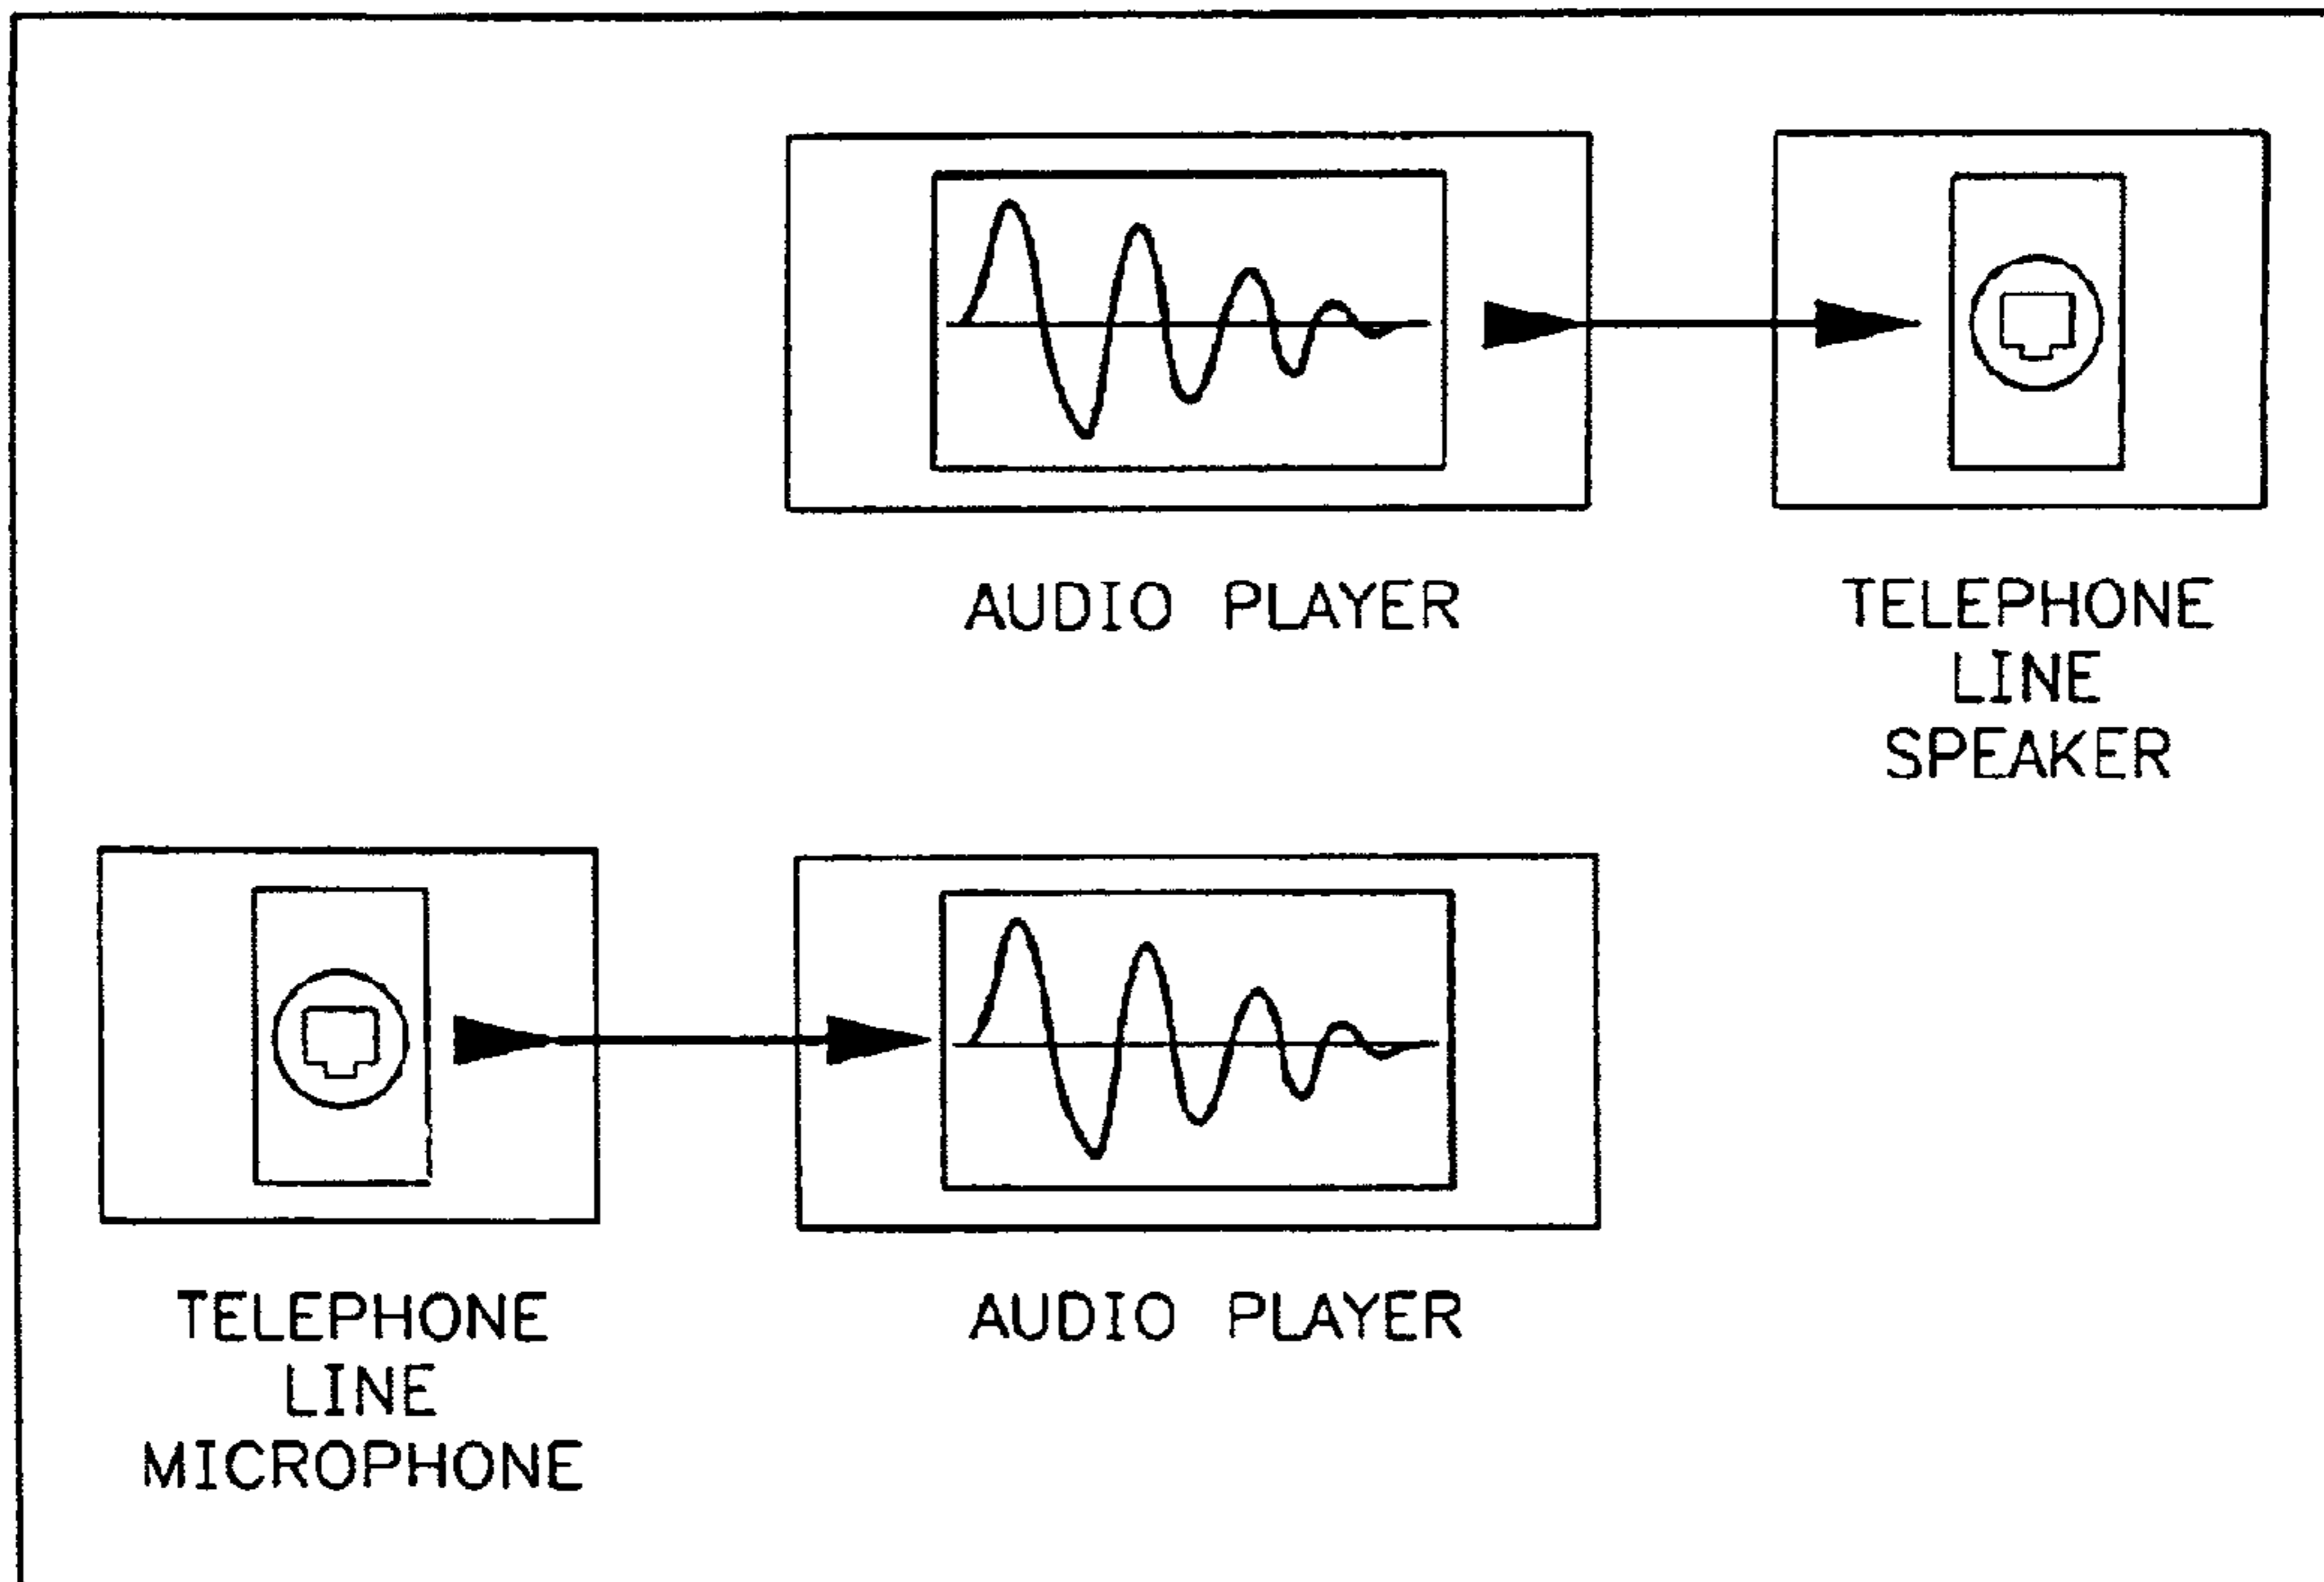 AUDIO PLAYER
TELEPHONE
LINE
SPEAKER
TELEPHONE
LINE
MICROPHONE
AUDIO PLAYER